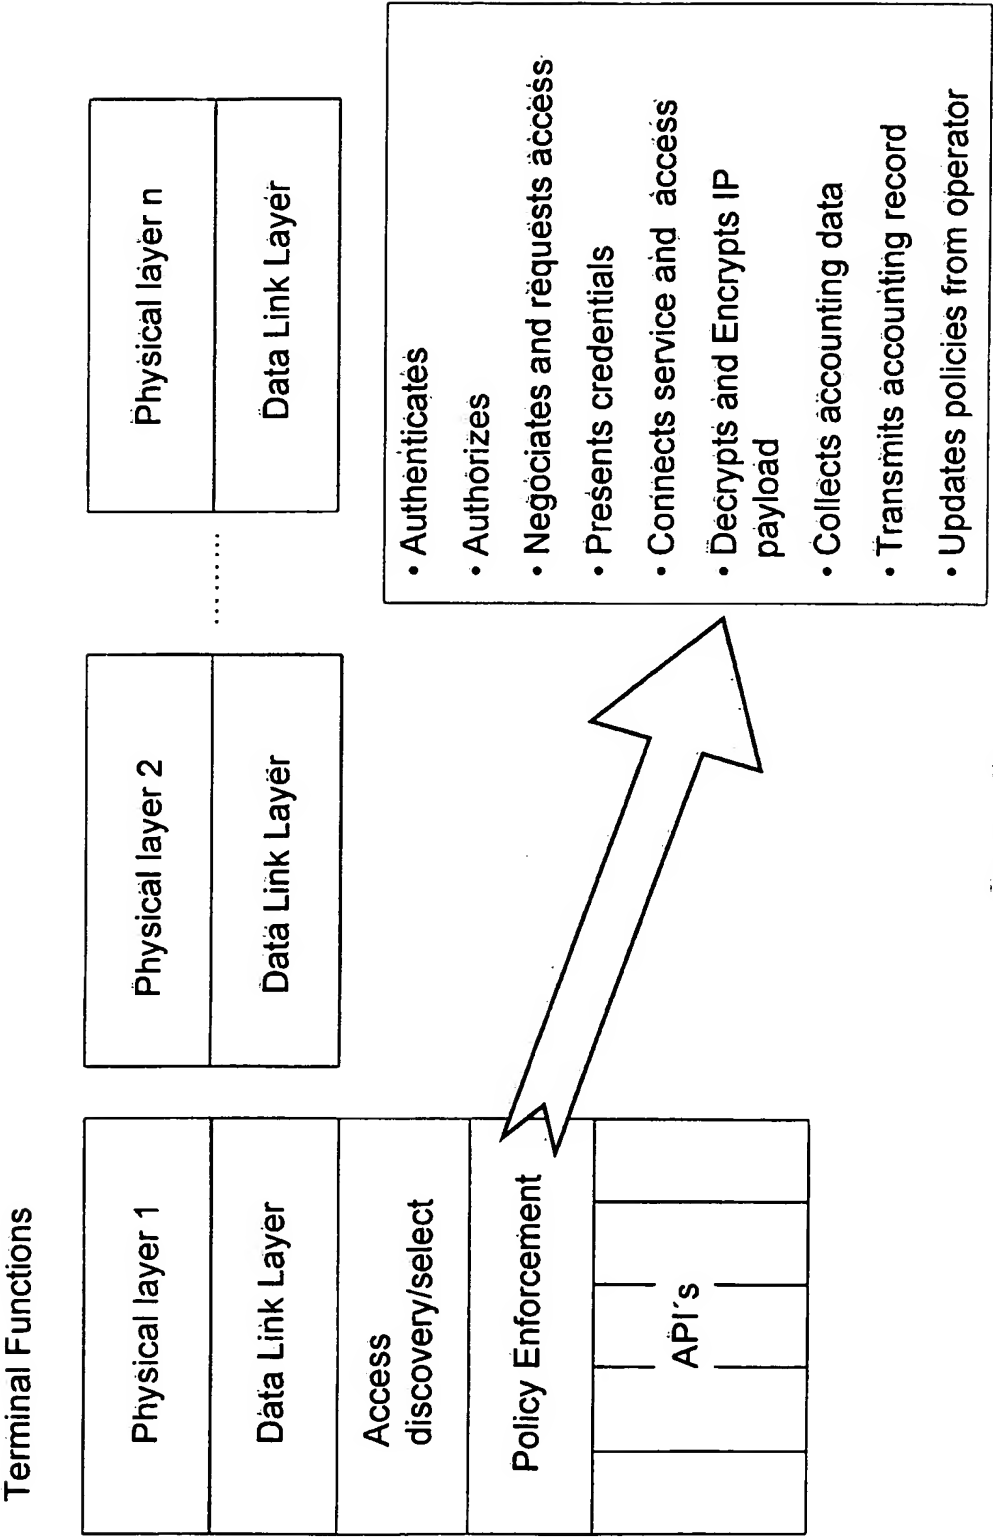 Terminal Functions
Physical layer 1
Data Link Layer
Access
discovery/select
Policy Enforcement
API´s
Physical layer 2
Data Link Layer
........
Physical layer n
Data Link Layer
• Authenticates
• Authorizes
• Negociates and requests access
• Presents credentials
• Connects service and access
• Decrypts and Encrypts IP
payload
• Collects accounting data
• Transmits accounting record
• Updates policies from operator